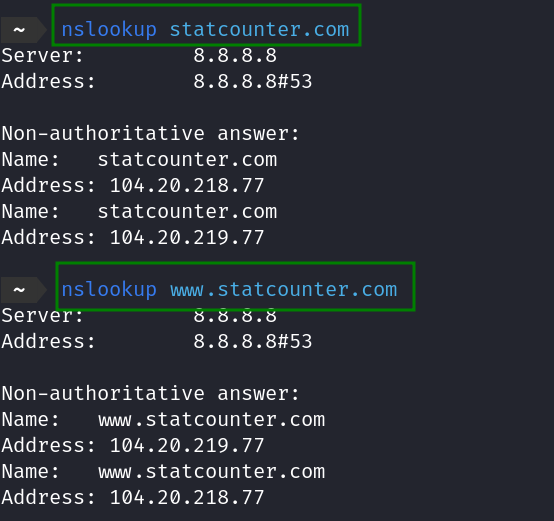 ~ nslookup statcounter.com
Server: 8.8.8.8
Address: 8.8.8.8#53
Non-authoritative answer:
Name: statcounter.com
Address: 104.20.218.77
Name: statcounter.com
Address: 104.20.219.77
~ nslookup www.statcounter.com
Server: 8.8.8.8
Address: 8.8.8.8#53
Non-authoritative answer:
Name: www.statcounter.com
Address: 104.20.219.77
Name: www.statcounter.com
Address: 104.20.218.77